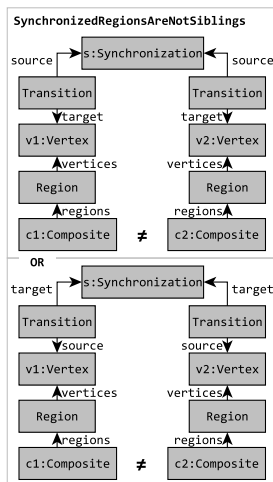 SynchronizedRegionsAreNotSiblings
s:Synchronization
source source
Transition Transition
target target
v1:Vertex v2:Vertex
vertices vertices
Region Region
regions regions
c1:Composite ≠ c2:Composite
OR
s:Synchronization
target target
Transition Transition
source source
v1:Vertex v2:Vertex
vertices vertices
Region Region
regions regions
c1:Composite ≠ c2:Composite